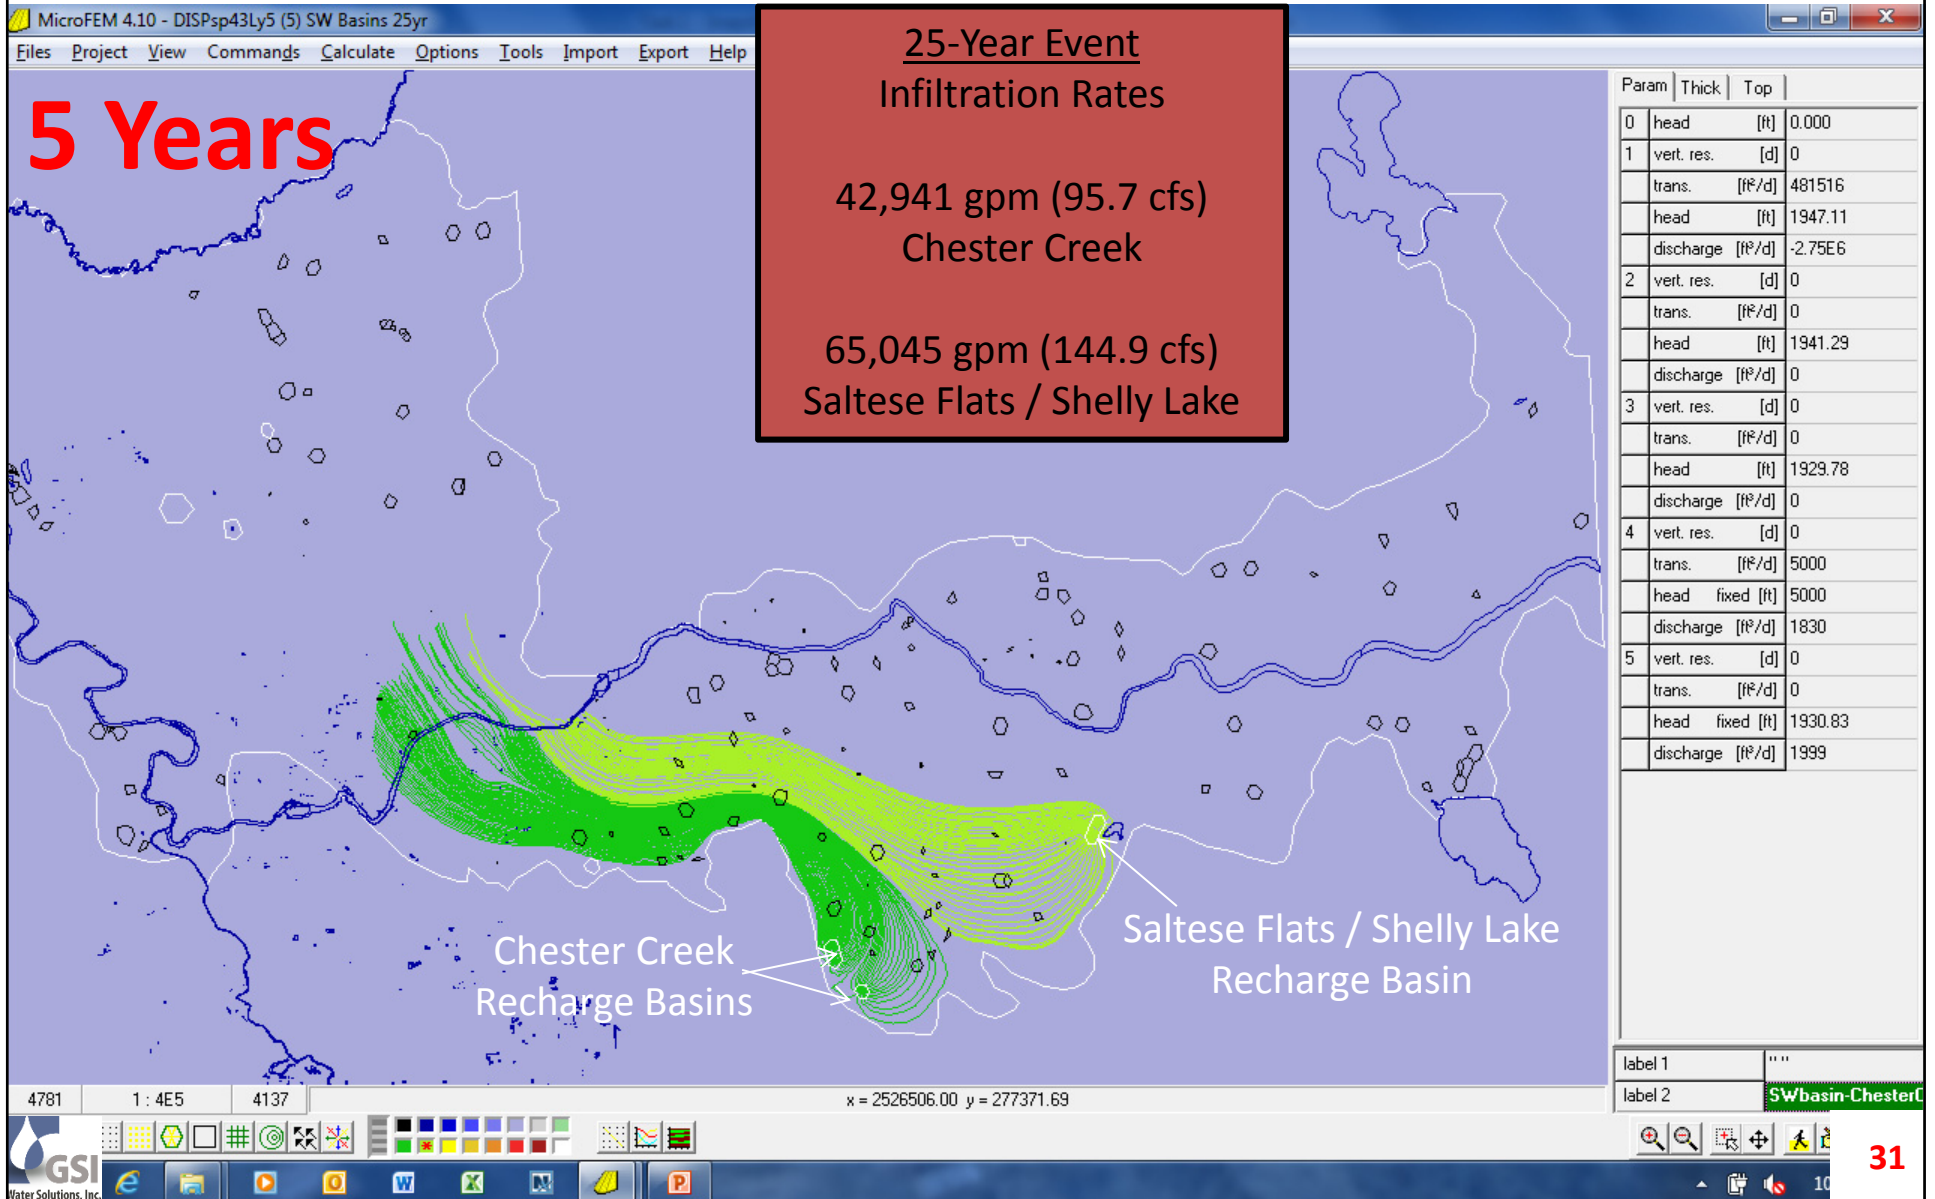 MicroFEM 4.10 - DISPsp43Ly5 (5) SW Basins 25yr
Files Project View Commands Calculate Options Tools Import Export Help
5 Years
25-Year Event
Infiltration Rates
42,941 gpm (95.7 cfs)
Chester Creek
65,045 gpm (144.9 cfs)
Saltese Flats / Shelly Lake
Chester Creek
Recharge Basins
Saltese Flats / Shelly Lake
Recharge Basin
Param Thick Top
0 head [ft] 0.000
1 vert. res. [d] 0
trans. [ft²/d] 481516
head [ft] 1947.11
discharge [ft³/d] -2.75E6
2 vert. res. [d] 0
trans. [ft²/d] 0
head [ft] 1941.29
discharge [ft³/d] 0
3 vert. res. [d] 0
trans. [ft²/d] 0
head [ft] 1929.78
discharge [ft³/d] 0
4 vert. res. [d] 0
trans. [ft²/d] 5000
head fixed [ft] 5000
discharge [ft³/d] 1830
5 vert. res. [d] 0
trans. [ft²/d] 0
head fixed [ft] 1930.83
discharge [ft³/d] 1999
label 1 ""
label 2 SWbasin-Chester
4781 1 : 4E5 4137 x = 2526506.00 y = 277371.69
GSI
Water Solutions, Inc.
31